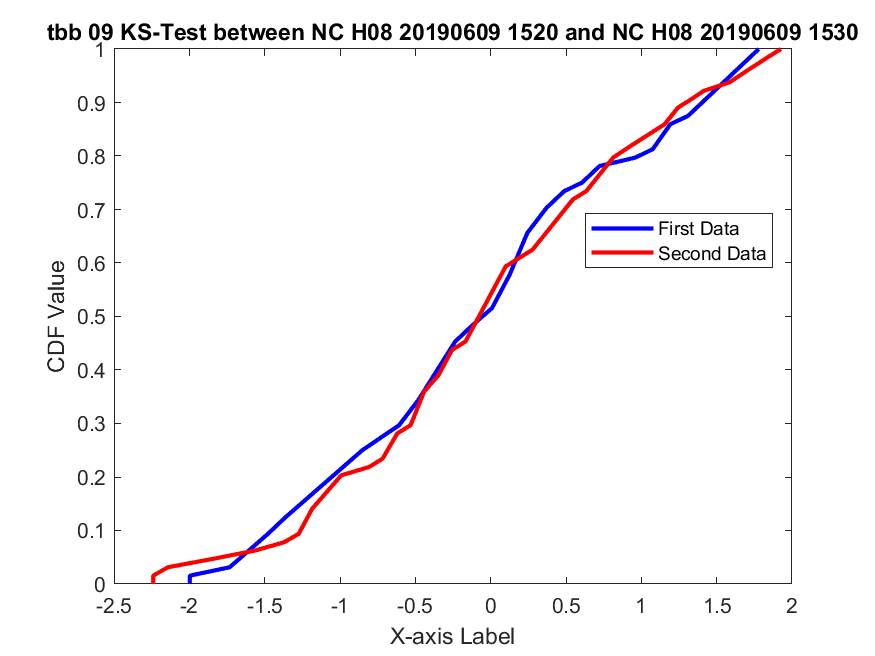 tbb 09 KS-Test between NC H08 20190609 1520 and NC H08 20190609 1530
1
0.9
0.8
0.7
0.6
0.5
0.4
0.3
0.2
0.1
0
CDF Value
First Data
Second Data
-2.5 -2 -1.5 -1 -0.5 0 0.5 1 1.5 2
X-axis Label